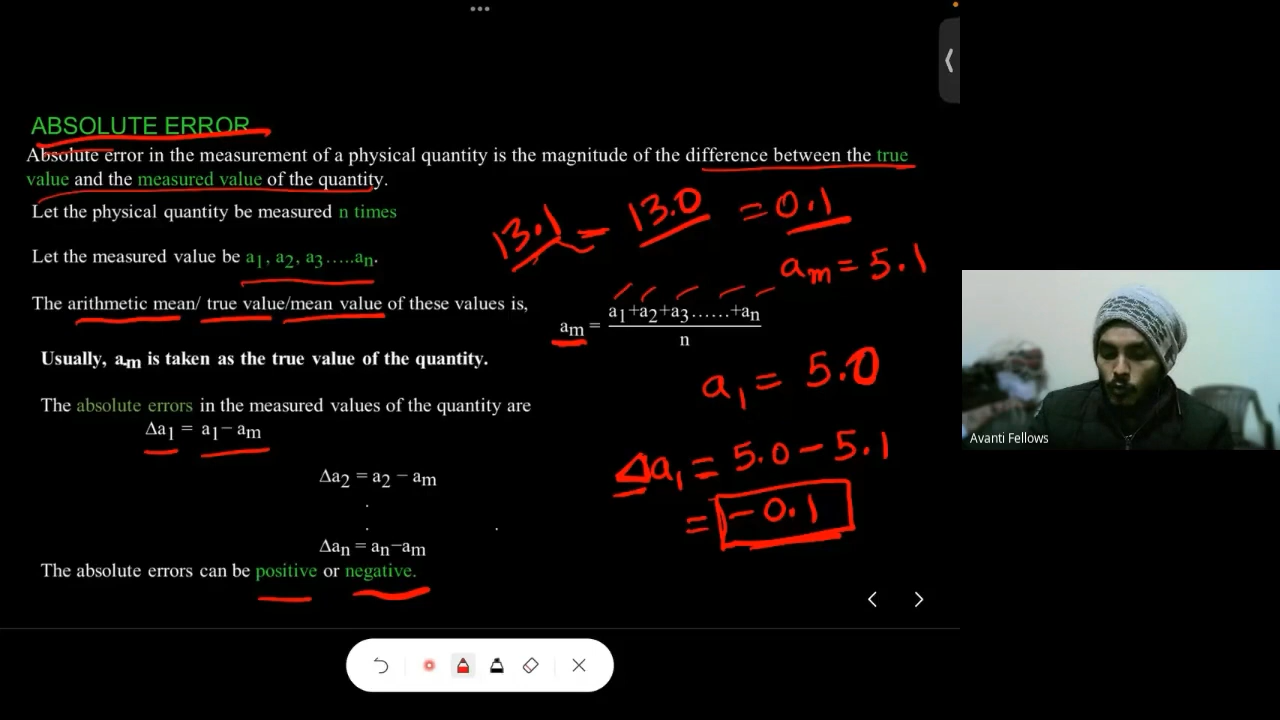 ABSOLUTE ERROR
Absolute error in the measurement of a physical quantity is the magnitude of the difference between the true
value and the measured value of the quantity.
Let the physical quantity be measured n times
13.1 - 13.0 = 0.1
Let the measured value be a1, a2, a3…..an.
am = 5.1
The arithmetic mean/ true value/mean value of these values is,
am = a1+a2+a3……+an
n
Usually, am is taken as the true value of the quantity.
a1 = 5.0
The absolute errors in the measured values of the quantity are
Δa1 = a1− am
Δa1 = 5.0 - 5.1
Δa2 = a2 − am
.
= -0.1
. .
Δan = an−am
The absolute errors can be positive or negative.
Avanti Fellows